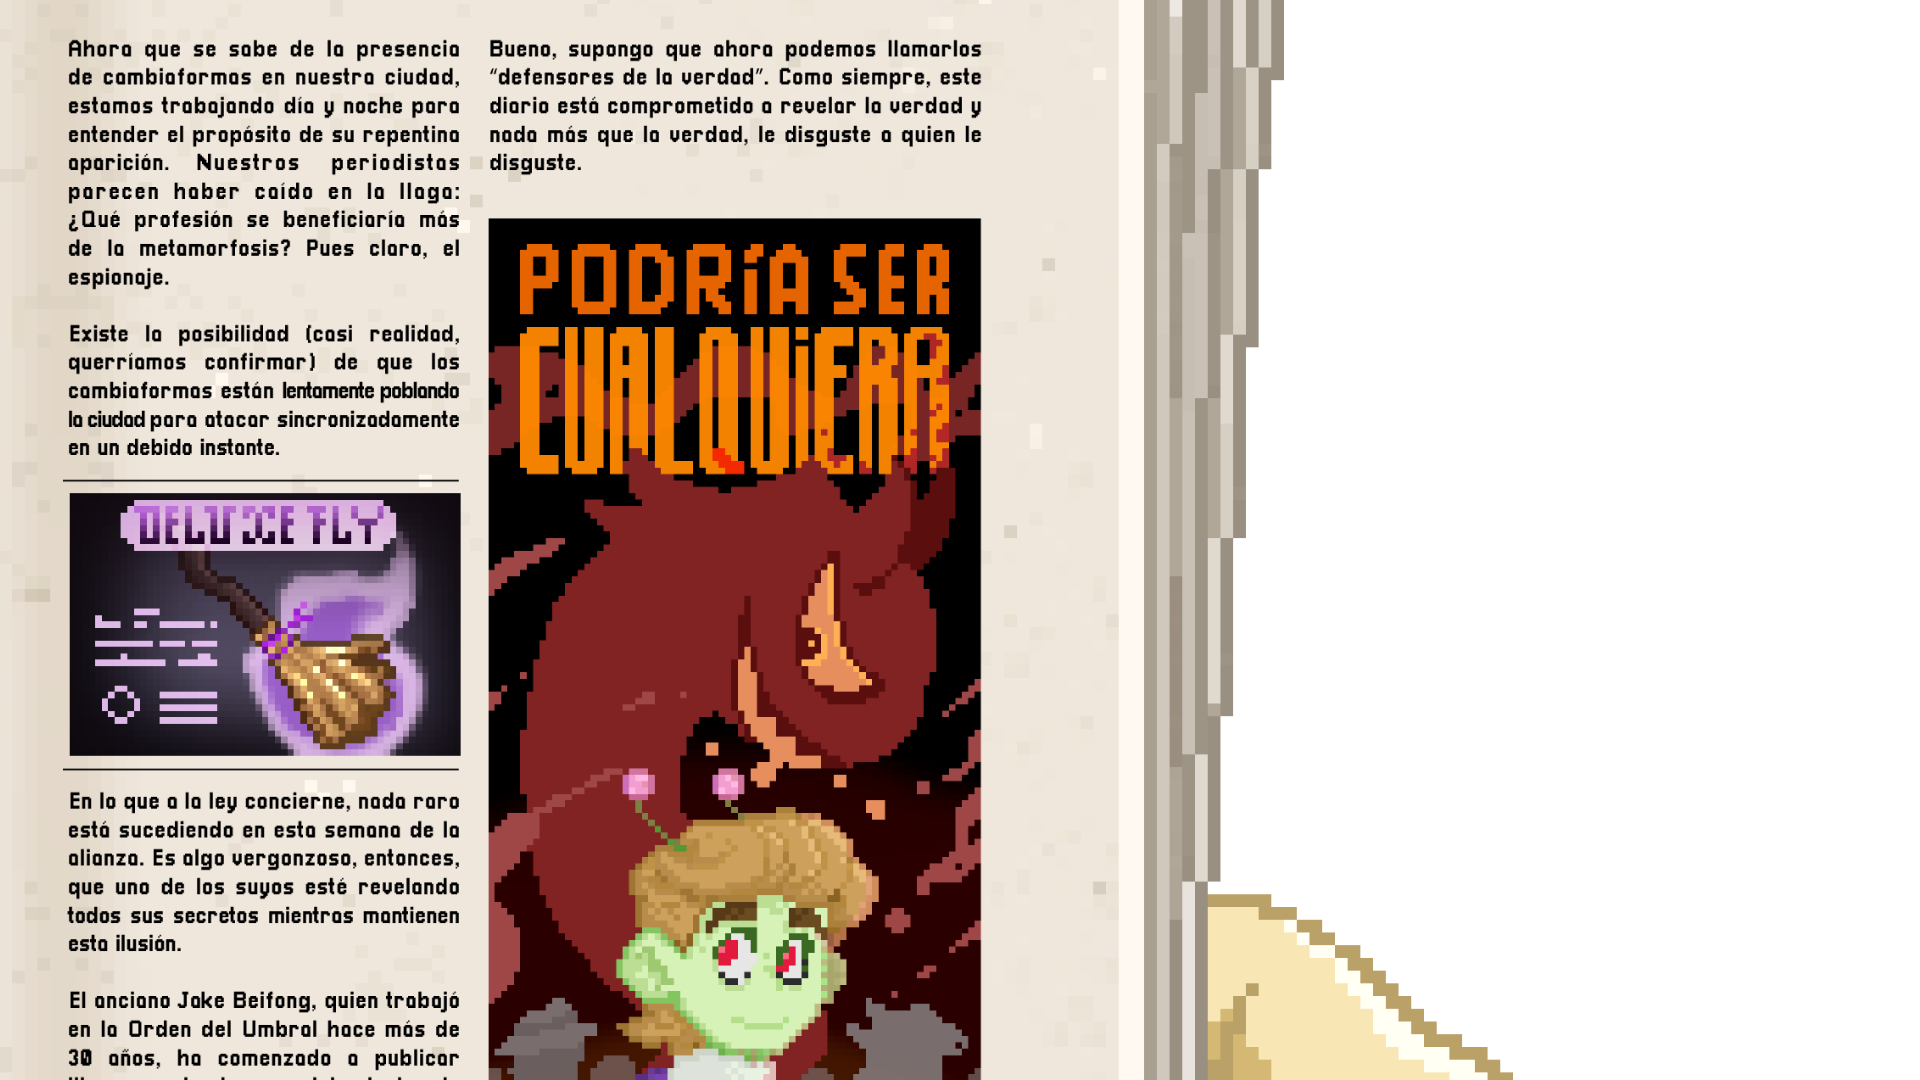 Ahora que se sabe de la presencia
de cambiaformas en nuestra ciudad,
estamos trabajando día y noche para
entender el propósito de su repentina
aparición. Nuestros periodistas
parecen haber caído en la llaga:
¿Qué profesión se beneficiaría más
de la metamorfosis? Pues claro, el
espionaje.
Existe la posibilidad (casi realidad,
querríamos confirmar) de que los
cambiaformas están lentamente poblando
la ciudad para atacar sincronizadamente
en un debido instante.
DELUXE FLY
En lo que a la ley concierne, nada raro
está sucediendo en esta semana de la
alianza. Es algo vergonzoso, entonces,
que uno de los suyos esté revelando
todos sus secretos mientras mantienen
esta ilusión.
El anciano Jake Beifong, quien trabajó
en la Orden del Umbral hace más de
30 años, ha comenzado a publicar
Bueno, supongo que ahora podemos llamarlos
“defensores de la verdad”. Como siempre, este
diario está comprometido a revelar la verdad y
nada más que la verdad, le disguste a quien le
disguste.
PODRÍA SER
CUALQUIERA